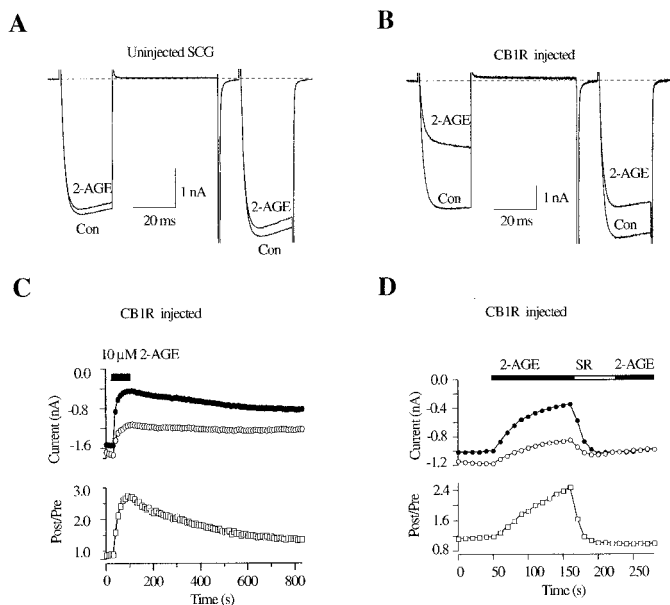 A
Uninjected SCG
2-AGE
Con
1 nA
20 ms
2-AGE
Con
B
CB1R injected
2-AGE
Con
1 nA
20 ms
2-AGE
Con
C
CB1R injected
10 µM 2-AGE
0.0
-0.8
-1.6
Current (nA)
3.0
2.0
1.0
Post/Pre
0 200 400 600 800
Time (s)
D
CB1R injected
2-AGE SR 2-AGE
0.0
-0.4
-0.8
-1.2
Current (nA)
2.4
1.6
0.8
Post/Pre
0 50 100 150 200 250
Time (s)